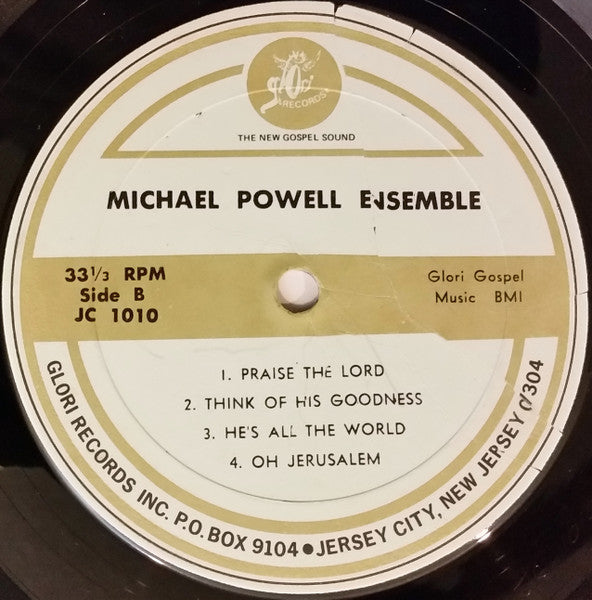 glOri
RECORDS
THE NEW GOSPEL SOUND
MICHAEL POWELL ENSEMBLE
33⅓ RPM
Side B
JC 1010
Glori Gospel
Music BMI
1. PRAISE THE LORD
2. THINK OF HIS GOODNESS
3. HE'S ALL THE WORLD
4. OH JERUSALEM
GLORI RECORDS INC. P.O. BOX 9104 ● JERSEY CITY, NEW JERSEY 07304